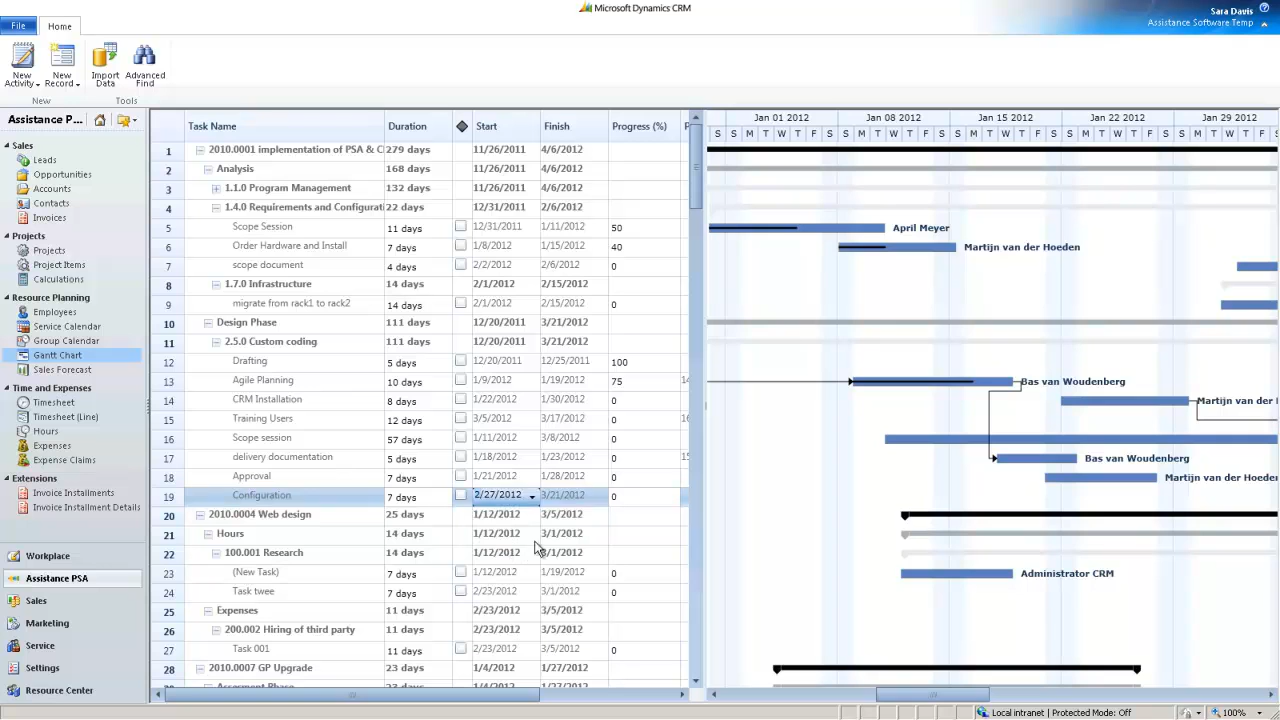 Microsoft Dynamics CRM
Sara Davis
Assistance Software Temp
File Home
New Activity
New Record
Import Data
Advanced Find
New
Tools
Assistance P...
Sales
Leads
Opportunities
Accounts
Contacts
Invoices
Projects
Projects
Project Items
Calculations
Resource Planning
Employees
Service Calendar
Group Calendar
Gantt Chart
Sales Forecast
Time and Expenses
Timesheet
Timesheet (Line)
Hours
Expenses
Expense Claims
Extensions
Invoice Installments
Invoice Installment Details
Workplace
Assistance PSA
Sales
Marketing
Service
Settings
Resource Center
Task Name Duration Start Finish Progress (%)
1 2010.0001 implementation of PSA & C 279 days 11/26/2011 4/6/2012
2 Analysis 168 days 11/26/2011 4/6/2012
3 1.1.0 Program Management 132 days 11/26/2011 4/6/2012
4 1.4.0 Requirements and Configurat 22 days 12/31/2011 2/6/2012
5 Scope Session 11 days 12/31/2011 1/11/2012 50
6 Order Hardware and Install 7 days 1/8/2012 1/15/2012 40
7 scope document 4 days 2/2/2012 2/6/2012 0
8 1.7.0 Infrastructure 14 days 2/1/2012 2/15/2012
9 migrate from rack1 to rack2 14 days 2/1/2012 2/15/2012 0
10 Design Phase 111 days 12/20/2011 3/21/2012
11 2.5.0 Custom coding 111 days 12/20/2011 3/21/2012
12 Drafting 5 days 12/20/2011 12/25/2011 100
13 Agile Planning 10 days 1/9/2012 1/19/2012 75 14
14 CRM Installation 8 days 1/22/2012 1/30/2012 0
15 Training Users 12 days 3/5/2012 3/17/2012 0 16
16 Scope session 57 days 1/11/2012 3/8/2012 0
17 delivery documentation 5 days 1/18/2012 1/23/2012 0 15
18 Approval 7 days 1/21/2012 1/28/2012 0
19 Configuration 7 days 2/27/2012 3/21/2012 0
20 2010.0004 Web design 25 days 1/12/2012 3/5/2012
21 Hours 14 days 1/12/2012 3/1/2012
22 100.001 Research 14 days 1/12/2012 3/1/2012
23 (New Task) 7 days 1/12/2012 1/19/2012 0
24 Task twee 7 days 2/23/2012 3/1/2012 0
25 Expenses 11 days 2/23/2012 3/5/2012
26 200.002 Hiring of third party 11 days 2/23/2012 3/5/2012
27 Task 001 11 days 2/23/2012 3/5/2012 0
28 2010.0007 GP Upgrade 23 days 1/4/2012 1/27/2012
Jan 01 2012 Jan 08 2012 Jan 15 2012 Jan 22 2012 Jan 29 2012
S S M T W T F S S M T W T F S S M T W T F S S M T W T F S S M T W T F
April Meyer
Martijn van der Hoeden
Bas van Woudenberg
Martijn van der
Bas van Woudenberg
Martijn van der Hoe
Administrator CRM
Local intranet | Protected Mode: Off
100%